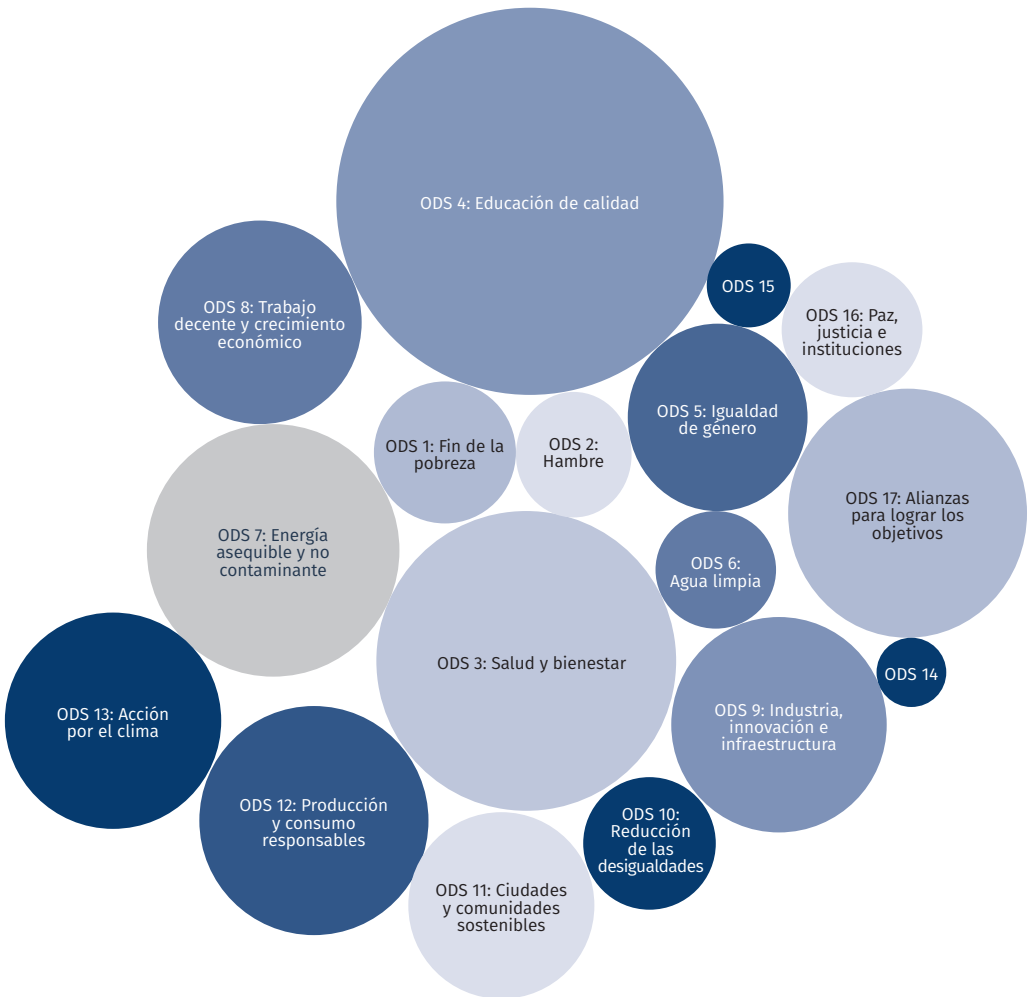 ODS 4: Educación de calidad
ODS 15
ODS 8: Trabajo
decente y crecimiento
económico
ODS 16: Paz,
justicia e
instituciones
ODS 5: Igualdad
de género
ODS 1: Fin de la
pobreza
ODS 2:
Hambre
ODS 17: Alianzas
para lograr los
objetivos
ODS 7: Energía
asequible y no
contaminante
ODS 6:
Agua limpia
ODS 3: Salud y bienestar
ODS 14
ODS 13: Acción
por el clima
ODS 9: Industria,
innovación e
infraestructura
ODS 12: Producción
y consumo
responsables
ODS 10:
Reducción
de las
desigualdades
ODS 11: Ciudades
y comunidades
sostenibles